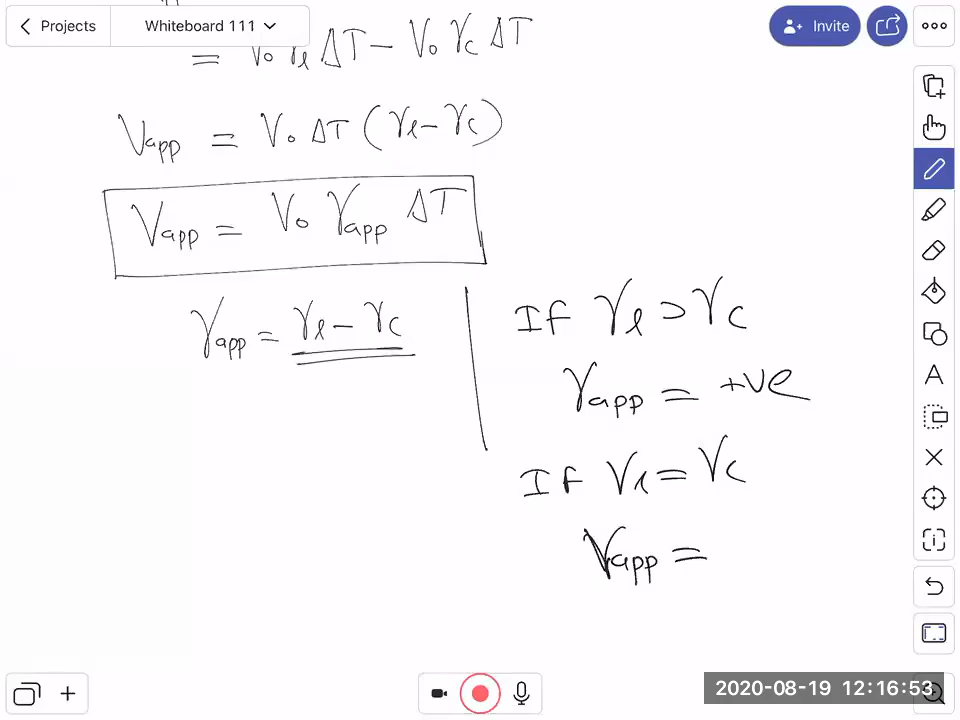 Projects
Whiteboard 111
Invite
= V₀ γₗ ΔT − V₀ γc ΔT
Vapp = V₀ ΔT (γₗ − γc)
Vapp = V₀ γapp ΔT
γapp = γₗ − γc
If γₗ > γc
γapp = +ve
If γₗ = γc
Vapp =
A
2020-08-19 12:16:53